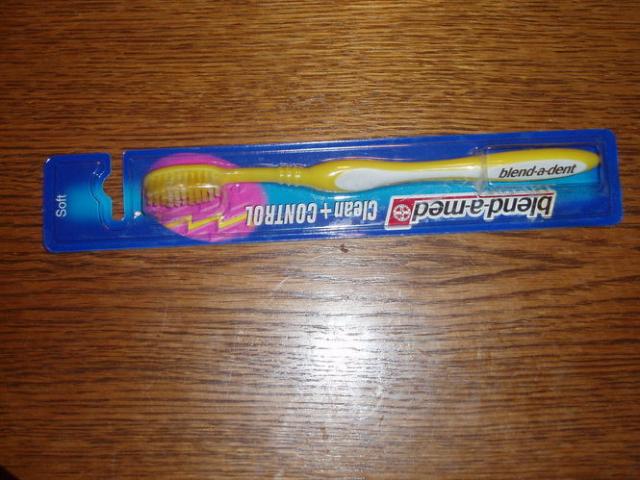 Soft
blend-a-med
Clean + CONTROL
blend-a-dent